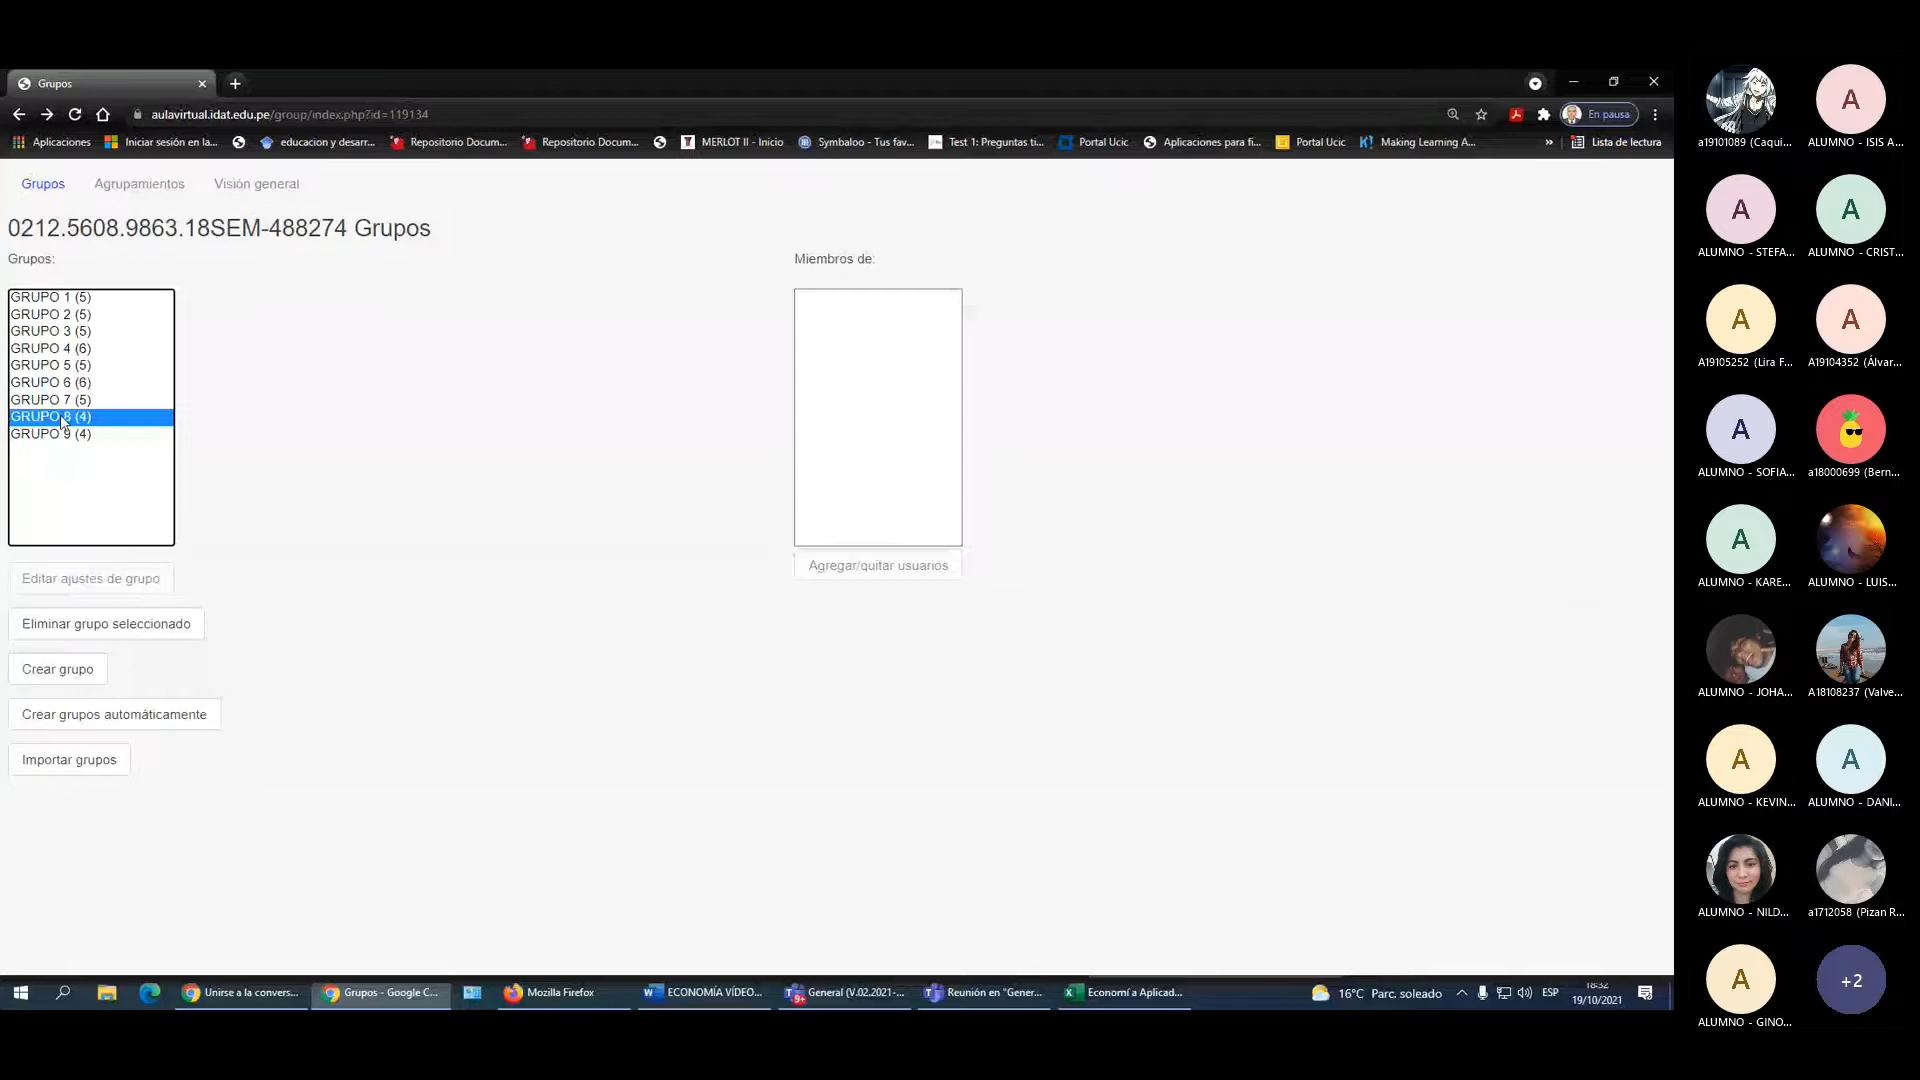 Grupos
aulavirtual.idat.edu.pe/group/index.php?id=119134
En pausa
Aplicaciones
Iniciar sesión en la...
educacion y desarr...
Repositorio Docum...
Repositorio Docum...
MERLOT II - Inicio
Symbaloo - Tus fav...
Test 1: Preguntas ti...
Portal Ucic
Aplicaciones para fi...
Portal Ucic
Making Learning A...
»
Lista de lectura
Grupos
Agrupamientos
Visión general
0212.5608.9863.18SEM-488274 Grupos
Grupos:
GRUPO 1 (5)
GRUPO 2 (5)
GRUPO 3 (5)
GRUPO 4 (6)
GRUPO 5 (5)
GRUPO 6 (6)
GRUPO 7 (5)
GRUPO 8 (4)
GRUPO 9 (4)
Editar ajustes de grupo
Eliminar grupo seleccionado
Crear grupo
Crear grupos automáticamente
Importar grupos
Miembros de:
Agregar/quitar usuarios
Unirse a la convers...
Grupos - Google C...
Mozilla Firefox
ECONOMÍA VÍDEO...
9+
General (V.02.2021-...
Reunión en "Gener...
Economí a Aplicad...
16°C Parc. soleado
ESP
18:32
19/10/2021
a19101089 (Caqui...
A
ALUMNO - ISIS A...
A
ALUMNO - STEFA...
A
ALUMNO - CRIST...
A
A19105252 (Lira F...
A
A19104352 (Álvar...
A
ALUMNO - SOFIA...
a18000699 (Bern...
A
ALUMNO - KARE...
ALUMNO - LUIS...
ALUMNO - JOHA...
A18108237 (Valve...
A
ALUMNO - KEVIN...
A
ALUMNO - DANI...
ALUMNO - NILD...
a1712058 (Pizan R...
A
ALUMNO - GINO...
+2